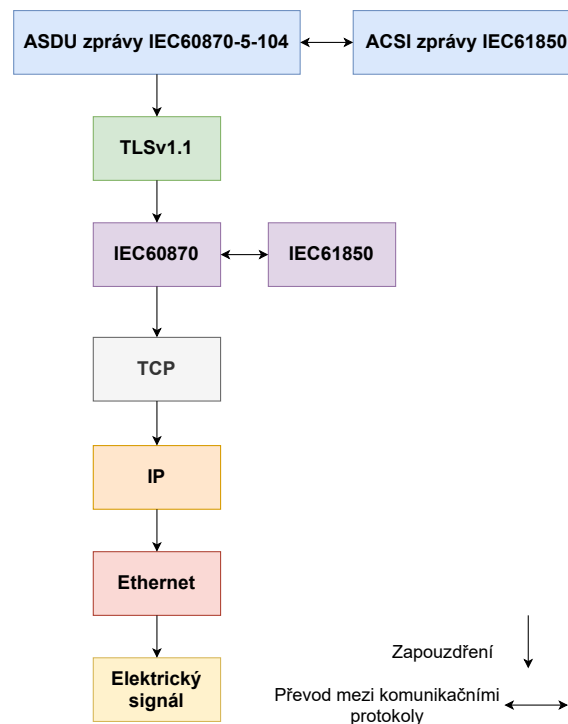 ASDU zprávy IEC60870-5-104
ACSI zprávy IEC61850
TLSv1.1
IEC60870
IEC61850
TCP
IP
Ethernet
Elektrický
signál
Zapouzdření
Převod mezi komunikačními
protokoly